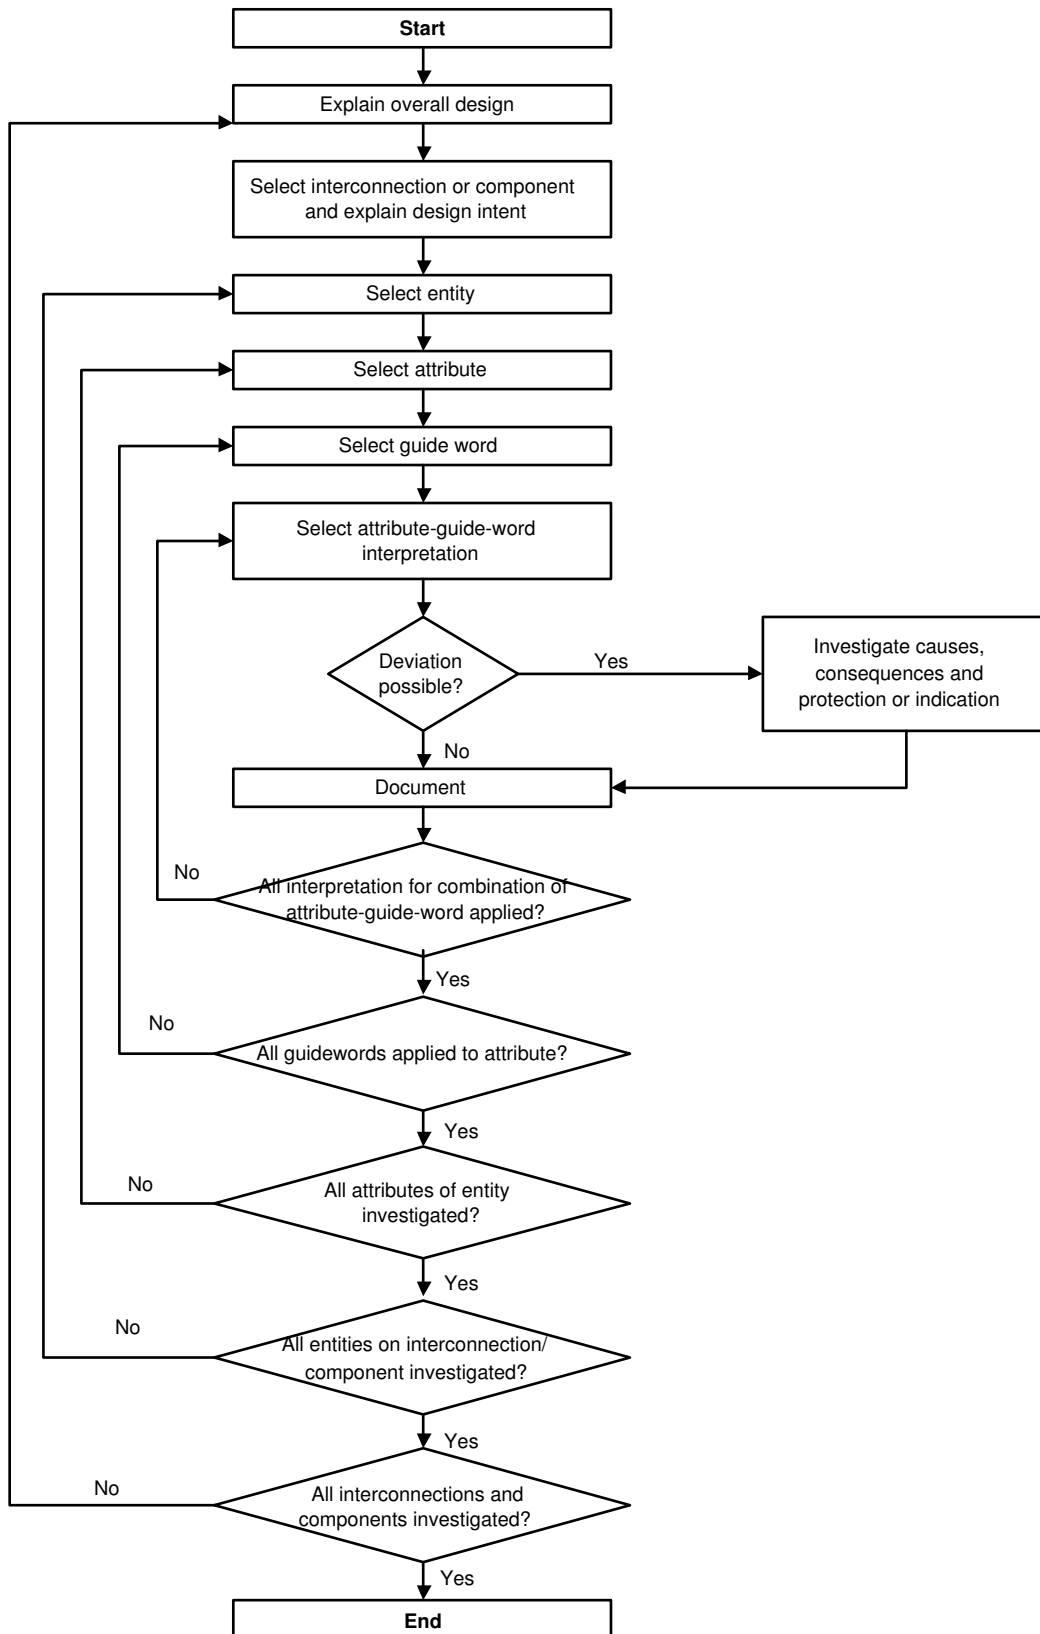 Start
Explain overall design
Select interconnection or component
and explain design intent
Select entity
Select attribute
Select guide word
Select attribute-guide-word
interpretation
Deviation
possible?
Yes
Investigate causes,
consequences and
protection or indication
No
Document
No
All interpretation for combination of
attribute-guide-word applied?
Yes
No
All guidewords applied to attribute?
Yes
No
All attributes of entity
investigated?
Yes
No
All entities on interconnection/
component investigated?
Yes
No
All interconnections and
components investigated?
Yes
End